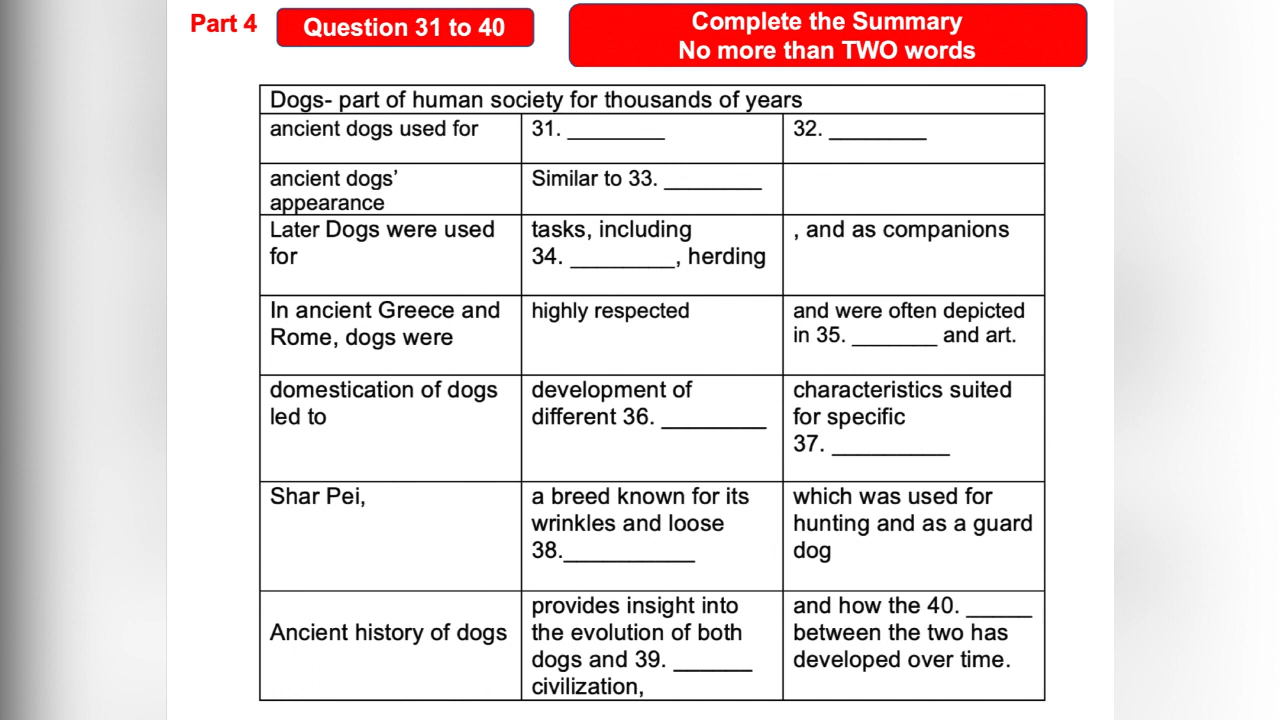 Part 4
Question 31 to 40
Complete the Summary
No more than TWO words
Dogs- part of human society for thousands of years
ancient dogs used for
31. ________
32. ________
ancient dogs’
appearance
Similar to 33. ________
Later Dogs were used
for
tasks, including
34. ________, herding
, and as companions
In ancient Greece and
Rome, dogs were
highly respected
and were often depicted
in 35. _______ and art.
domestication of dogs
led to
development of
different 36. ________
characteristics suited
for specific
37. _________
Shar Pei,
a breed known for its
wrinkles and loose
38.__________
which was used for
hunting and as a guard
dog
Ancient history of dogs
provides insight into
the evolution of both
dogs and 39. ______
civilization,
and how the 40. _____
between the two has
developed over time.